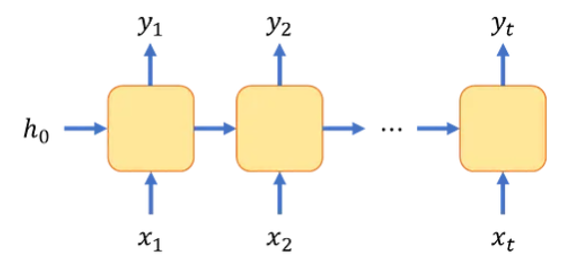 y₁ y₂ yₜ
h₀ ...
x₁ x₂ xₜ